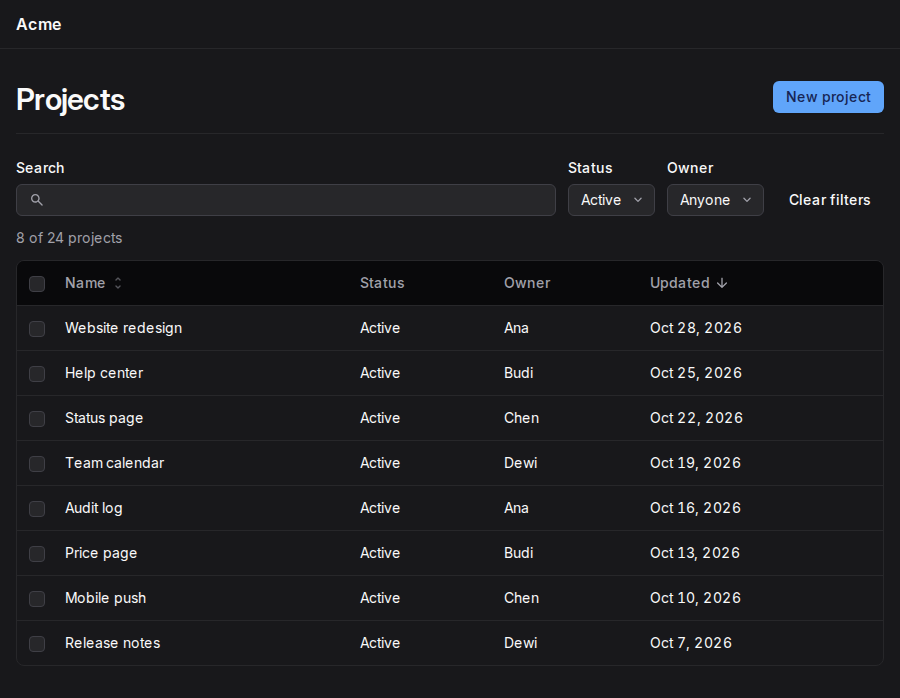 Acme
Projects
New project
Search
Status
Owner
Active
Anyone
Clear filters
8 of 24 projects
Name Status Owner Updated
Website redesign Active Ana Oct 28, 2026
Help center Active Budi Oct 25, 2026
Status page Active Chen Oct 22, 2026
Team calendar Active Dewi Oct 19, 2026
Audit log Active Ana Oct 16, 2026
Price page Active Budi Oct 13, 2026
Mobile push Active Chen Oct 10, 2026
Release notes Active Dewi Oct 7, 2026